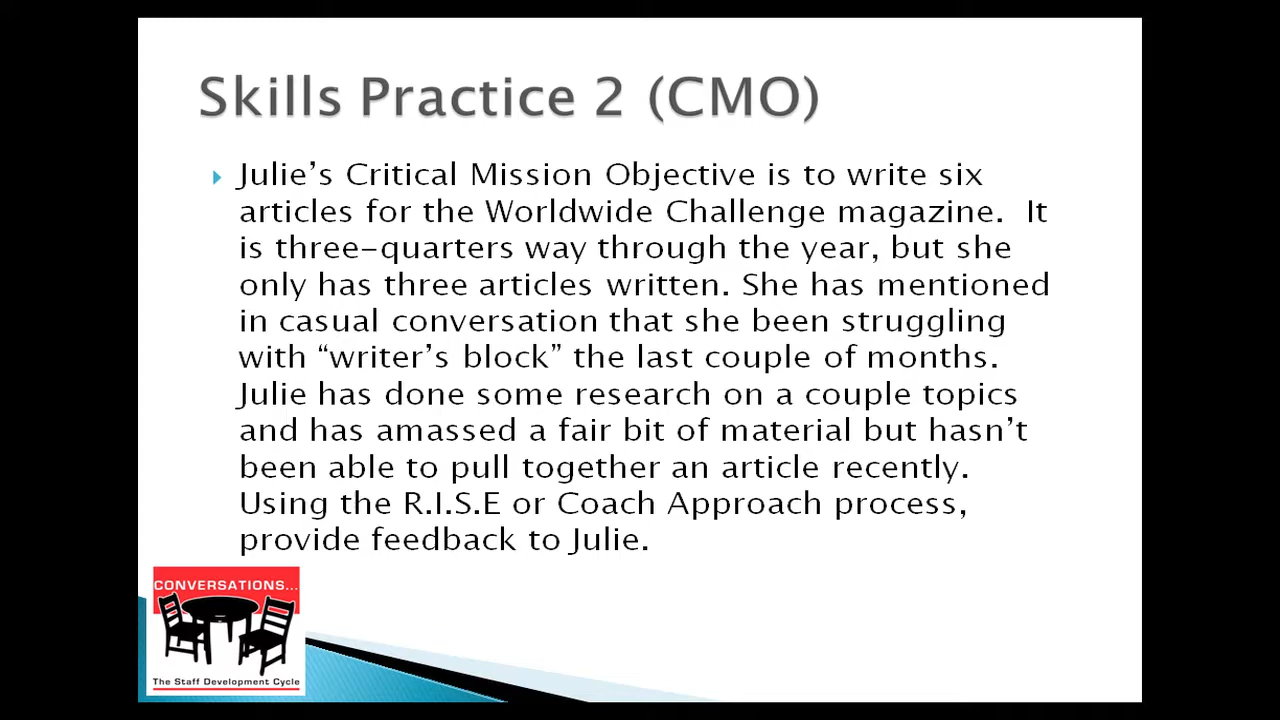 Skills Practice 2 (CMO)
Julie’s Critical Mission Objective is to write six
articles for the Worldwide Challenge magazine.  It
is three-quarters way through the year, but she
only has three articles written. She has mentioned
in casual conversation that she been struggling
with “writer’s block” the last couple of months.
Julie has done some research on a couple topics
and has amassed a fair bit of material but hasn’t
been able to pull together an article recently.
Using the R.I.S.E or Coach Approach process,
provide feedback to Julie.
CONVERSATIONS...
The Staff Development Cycle